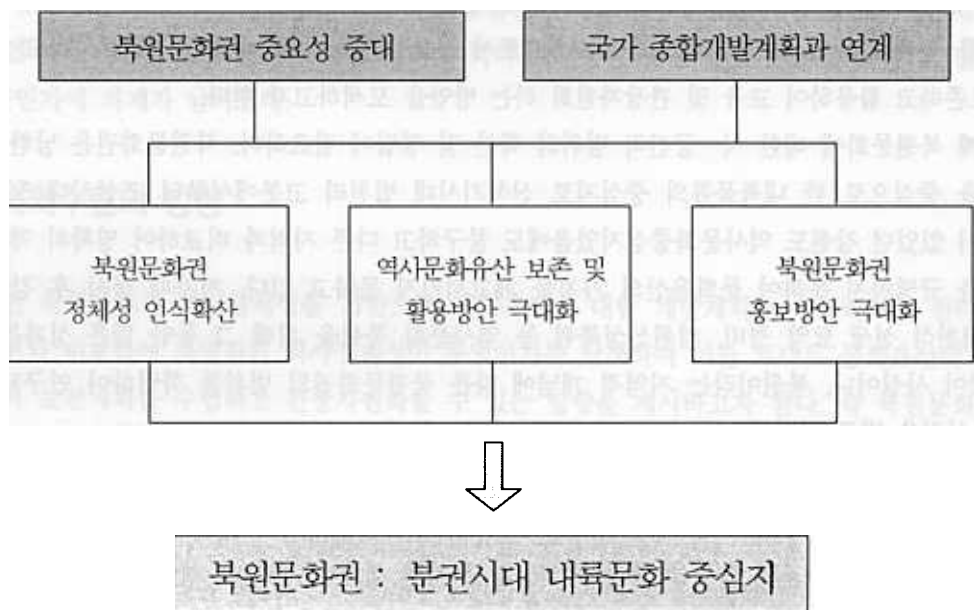 북원문화권 중요성 증대
국가 종합개발계획과 연계
북원문화권
정체성 인식확산
역사문화유산 보존 및
활용방안 극대화
북원문화권
홍보방안 극대화
북원문화권 : 분권시대 내륙문화 중심지